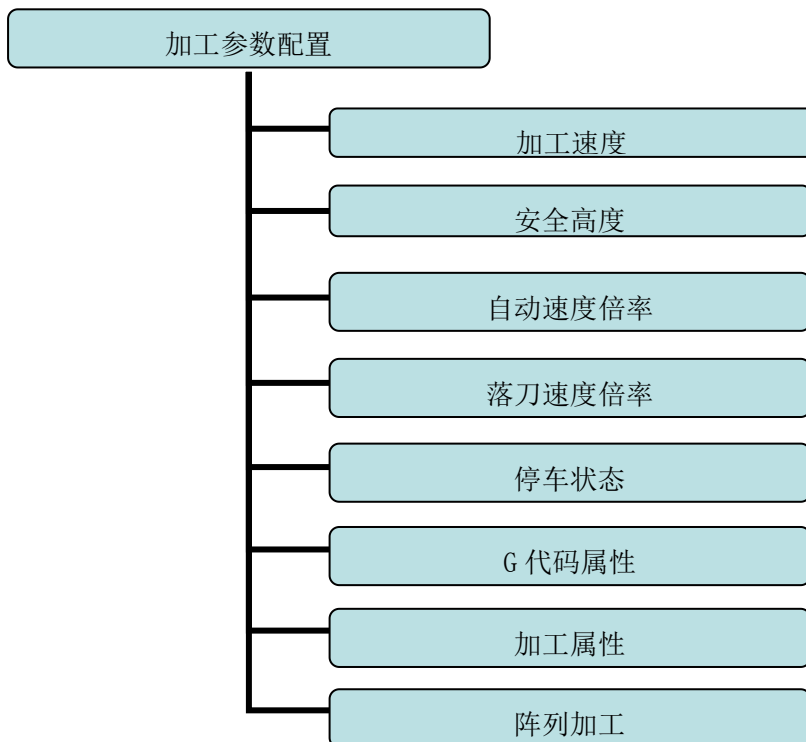 加工参数配置
加工速度
安全高度
自动速度倍率
落刀速度倍率
停车状态
G 代码属性
加工属性
阵列加工